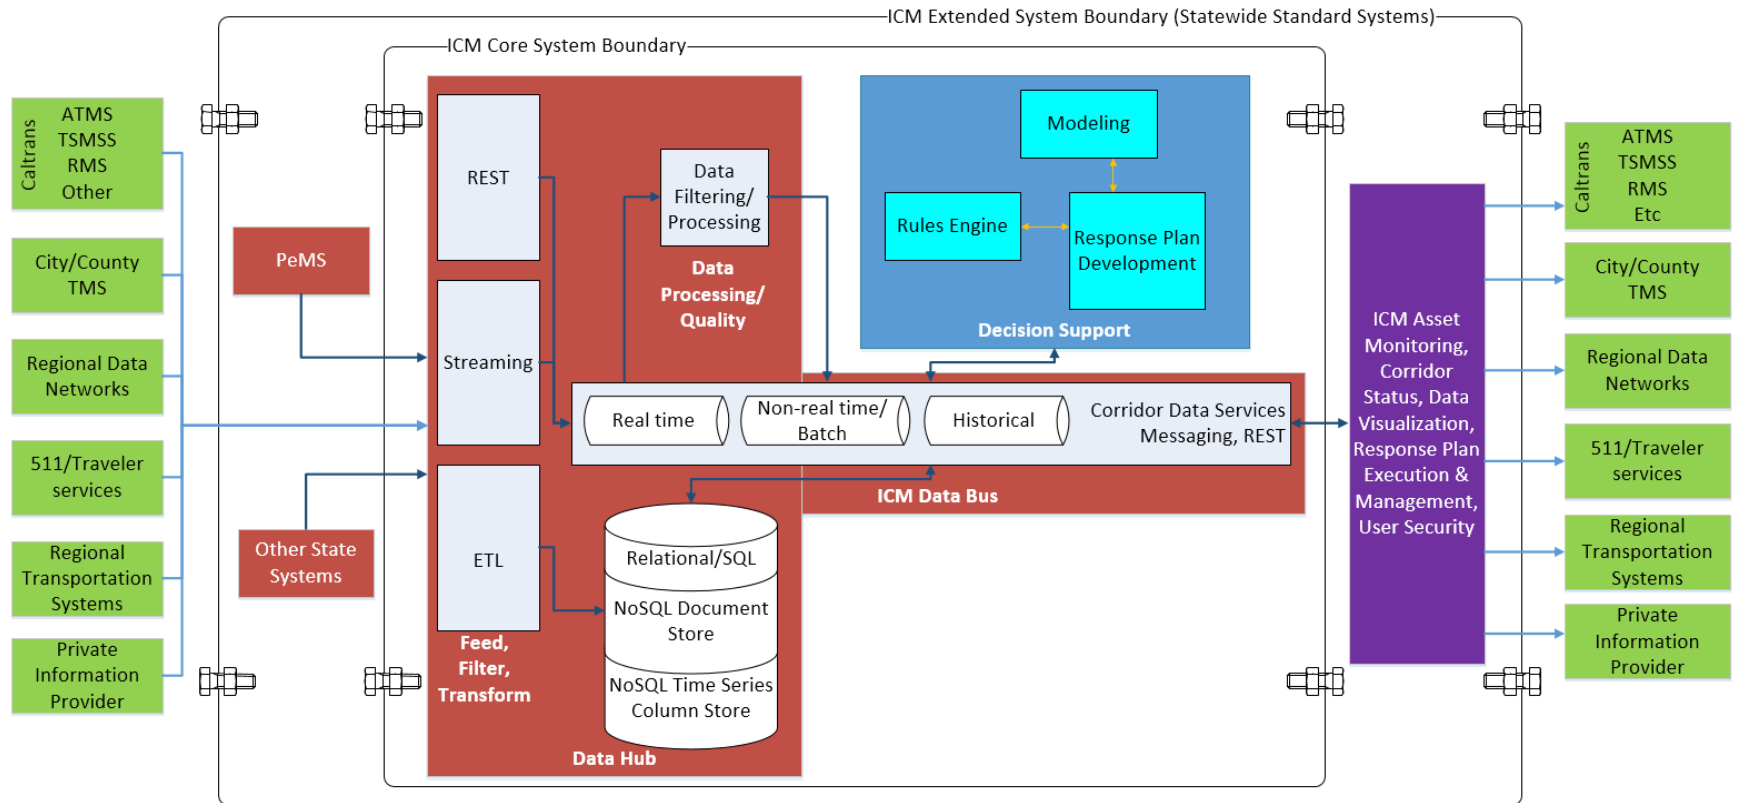 ICM Extended System Boundary (Statewide Standard Systems)
ICM Core System Boundary
Caltrans
ATMS
TSMSS
RMS
Other
City/County
TMS
Regional Data
Networks
511/Traveler
services
Regional
Transportation
Systems
Private
Information
Provider
PeMS
Other State
Systems
REST
Streaming
ETL
Feed,
Filter,
Transform
Data
Filtering/
Processing
Data
Processing/
Quality
Modeling
Rules Engine
Response Plan
Development
Decision Support
Real time
Non-real time/
Batch
Historical
Corridor Data Services
Messaging, REST
ICM Data Bus
Relational/SQL
NoSQL Document
Store
NoSQL Time Series
Column Store
Data Hub
ICM Asset
Monitoring,
Corridor
Status, Data
Visualization,
Response Plan
Execution &
Management,
User Security
Caltrans
ATMS
TSMSS
RMS
Etc
City/County
TMS
Regional Data
Networks
511/Traveler
services
Regional
Transportation
Systems
Private
Information
Provider